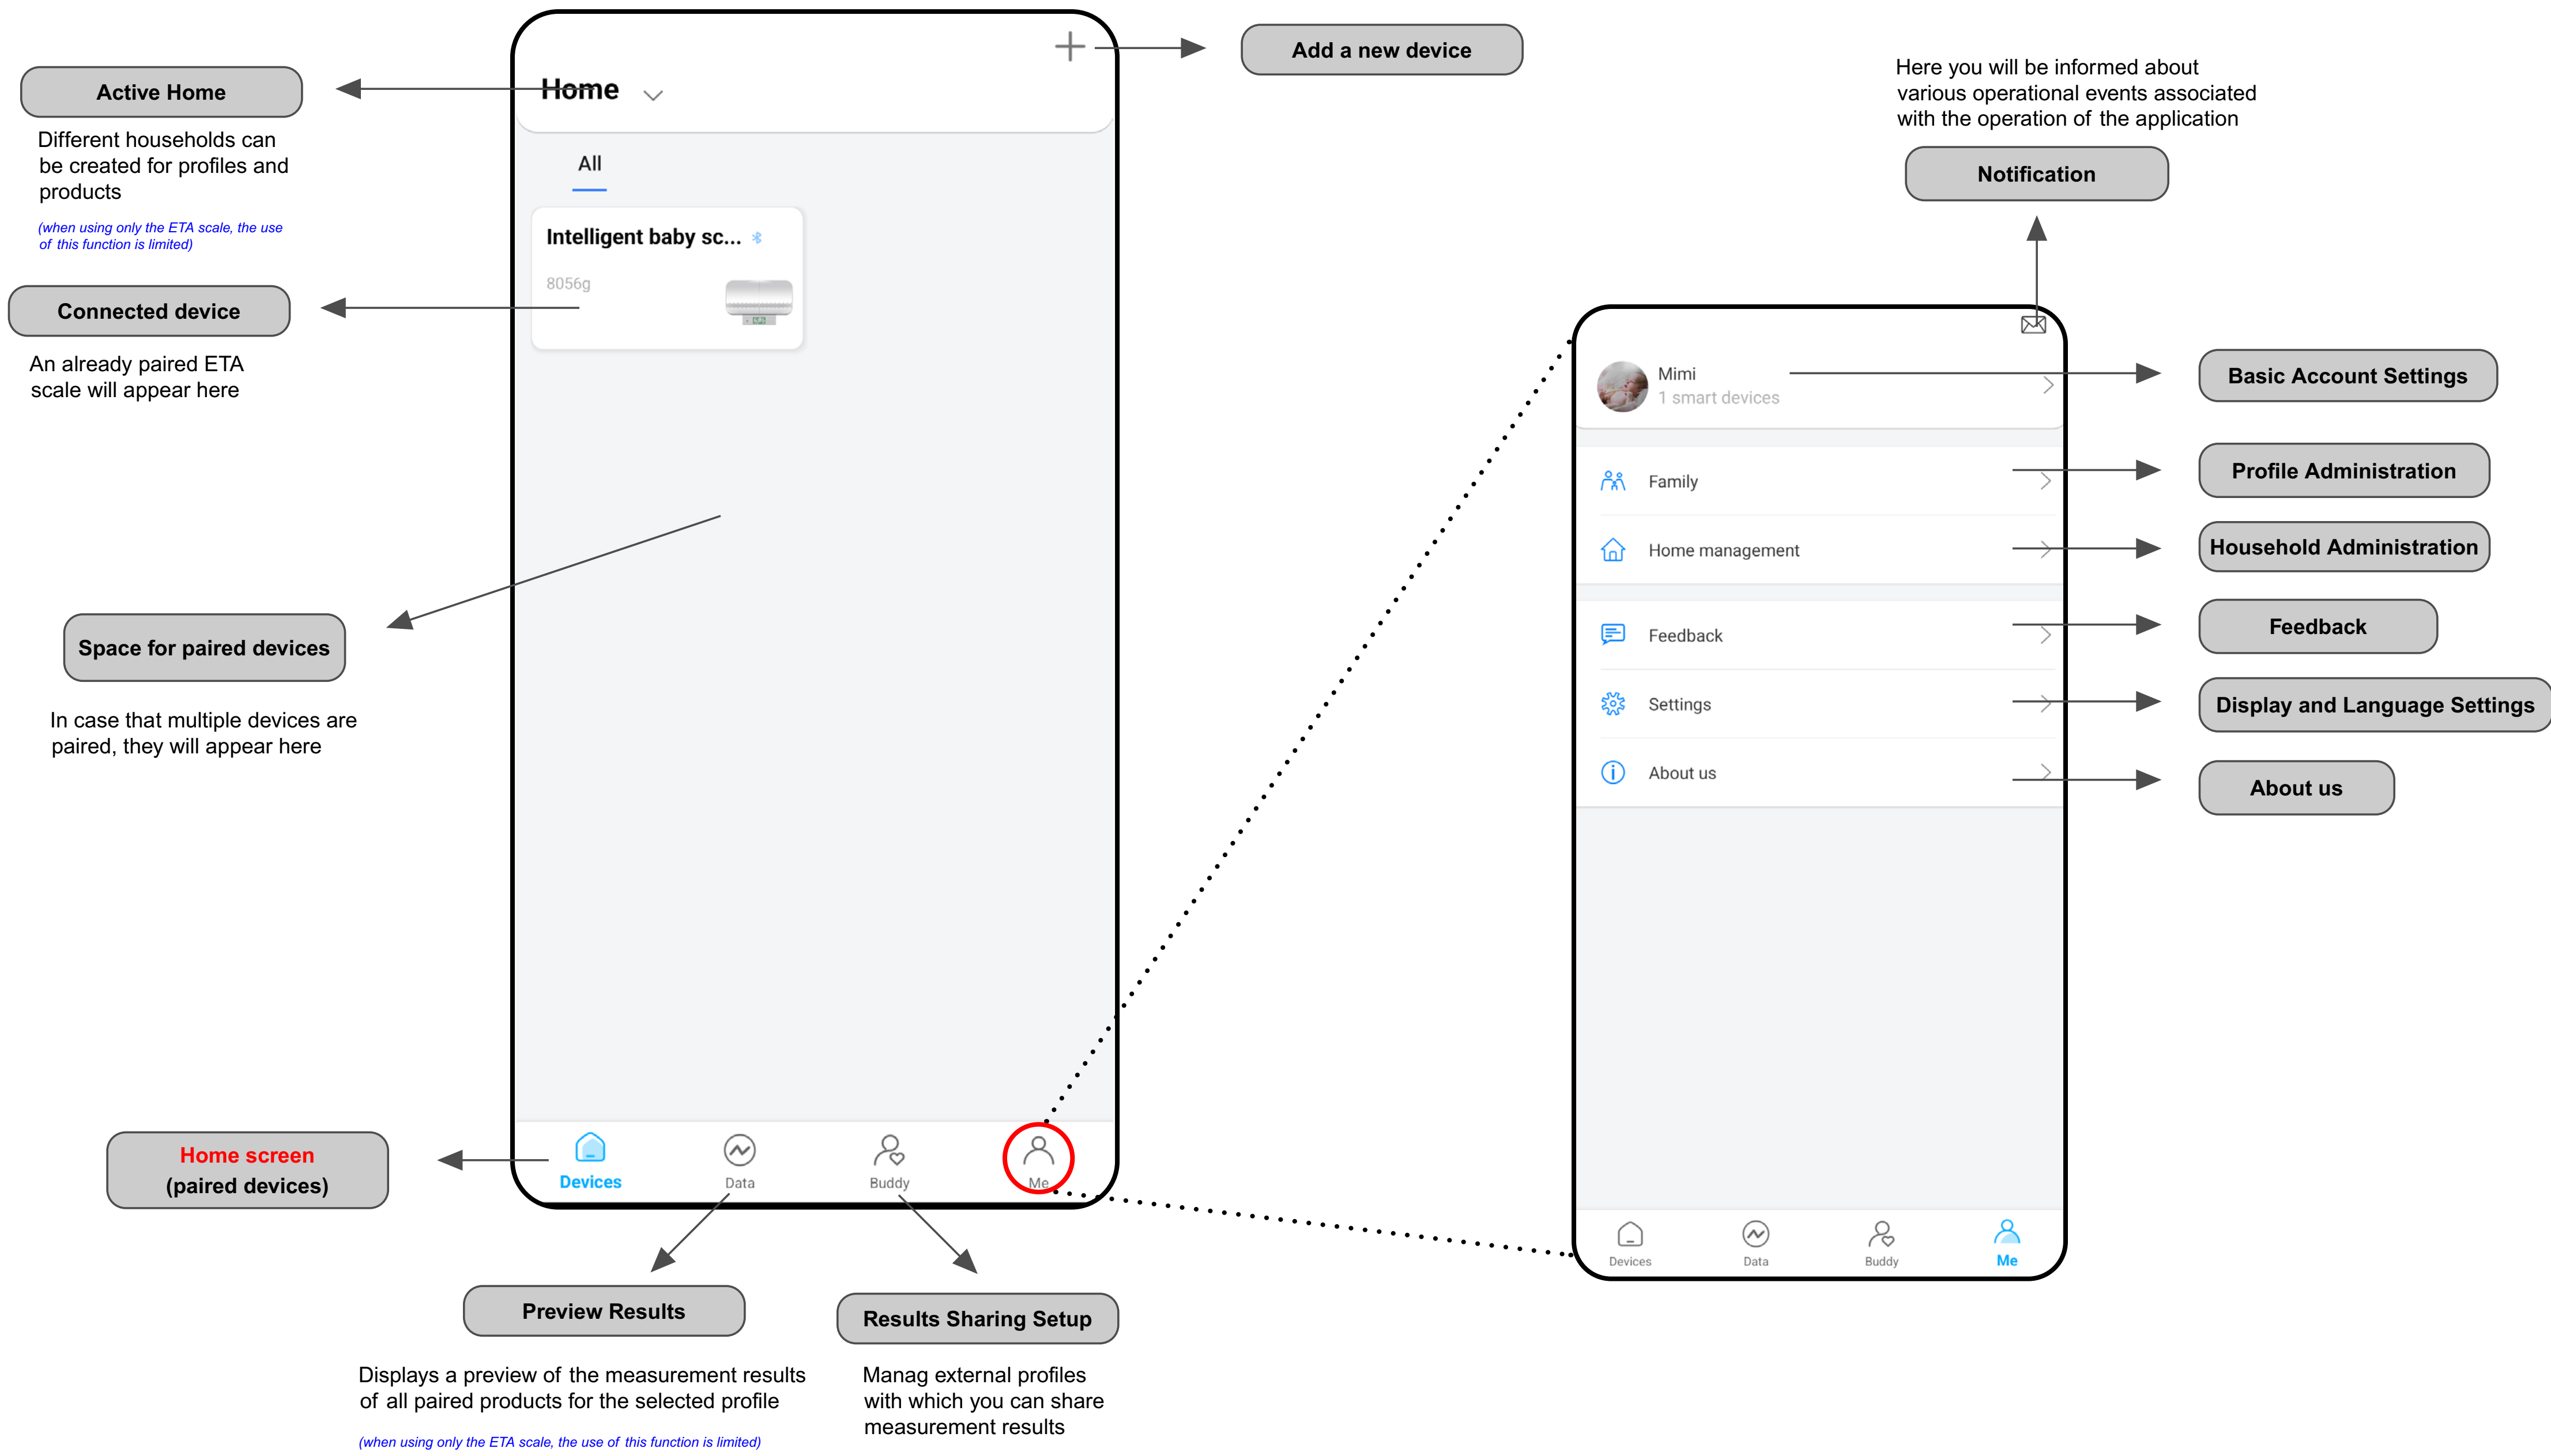 Add a new device
Active Home
Different households can
be created for profiles and
products
(when using only the ETA scale, the use
of this function is limited)
Connected device
An already paired ETA
scale will appear here
Space for paired devices
In case that multiple devices are
paired, they will appear here
Home screen
(paired devices)
Home
All
Intelligent baby sc...
8056g
Devices
Data
Buddy
Me
Preview Results
Displays a preview of the measurement results
of all paired products for the selected profile
(when using only the ETA scale, the use of this function is limited)
Results Sharing Setup
Manag external profiles
with which you can share
measurement results
Here you will be informed about
various operational events associated
with the operation of the application
Notification
Mimi
1 smart devices
Family
Home management
Feedback
Settings
About us
Devices
Data
Buddy
Me
Basic Account Settings
Profile Administration
Household Administration
Feedback
Display and Language Settings
About us